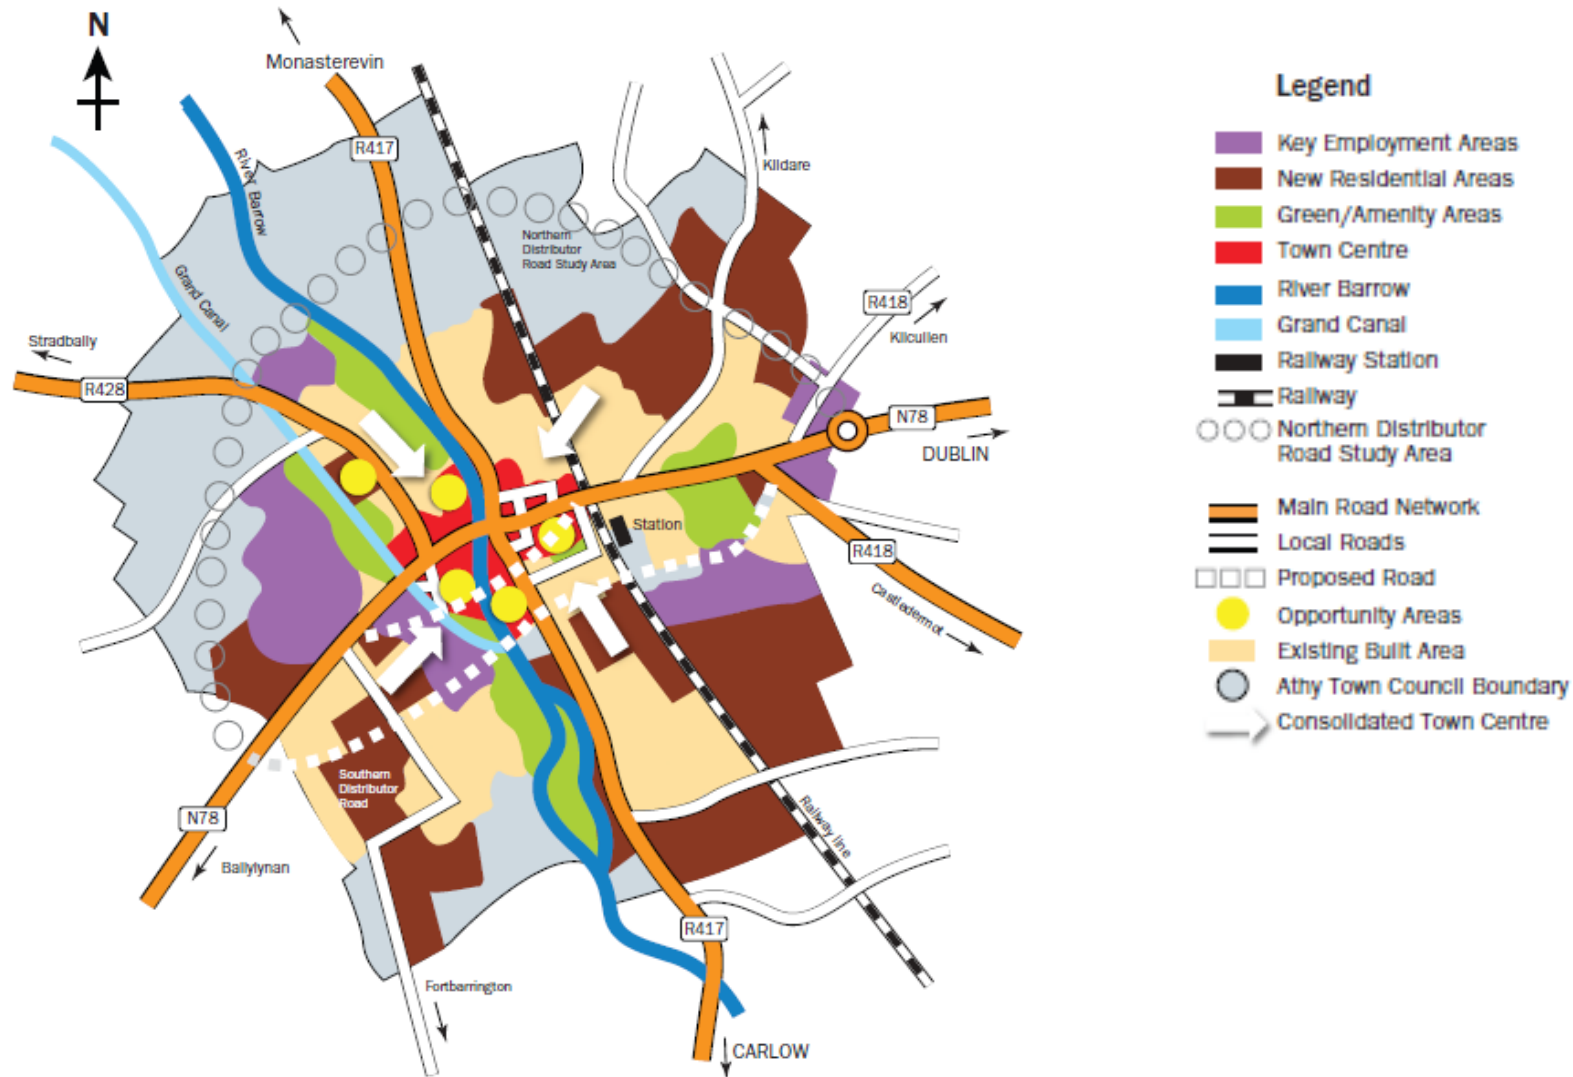 N
Monasterevin
R417
River Barrow
Kildare
Northern
Distributor
Road Study Area
Grand Canal
R418
Kilcullen
Stradbally
R428
N78
DUBLIN
Station
R418
Castledermot
Southern
Distributor
Road
N78
Ballylynan
Railway line
R417
Fortbarrington
CARLOW
Legend
Key Employment Areas
New Residential Areas
Green/Amenity Areas
Town Centre
River Barrow
Grand Canal
Railway Station
Railway
Northern Distributor
Road Study Area
Main Road Network
Local Roads
Proposed Road
Opportunity Areas
Existing Built Area
Athy Town Council Boundary
Consolidated Town Centre